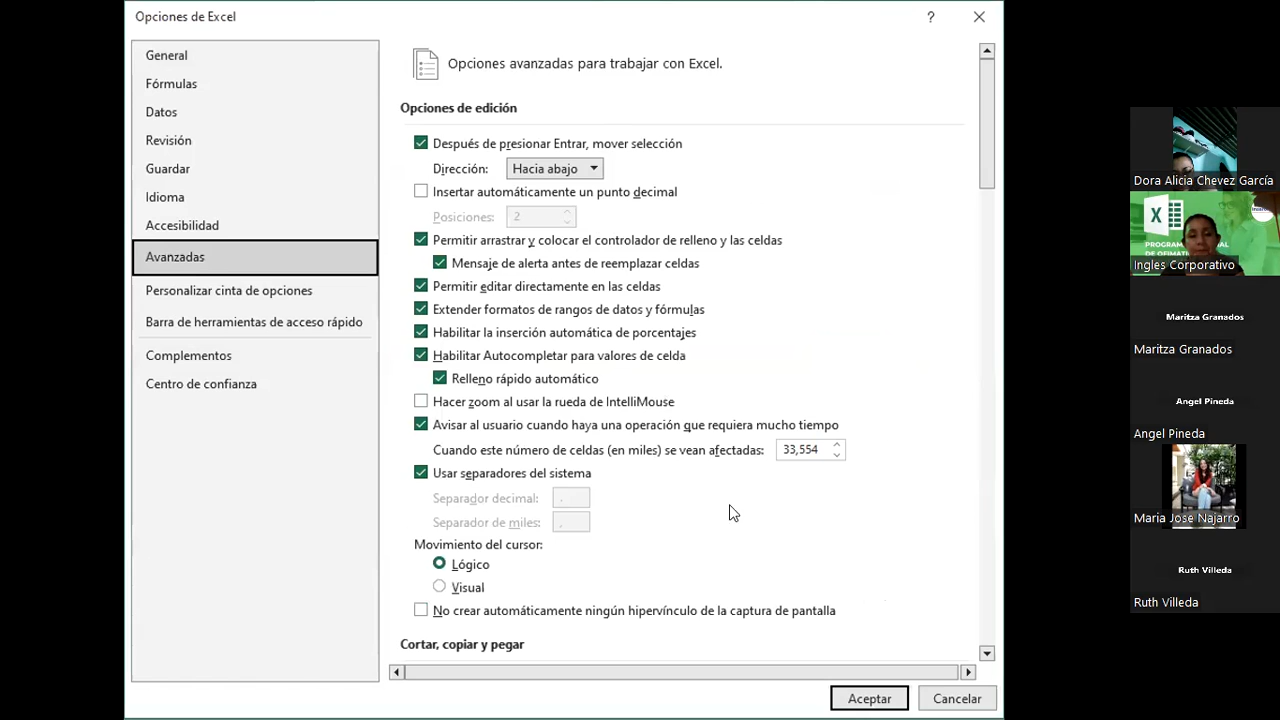 Opciones de Excel
?
General
Fórmulas
Datos
Revisión
Guardar
Idioma
Accesibilidad
Avanzadas
Personalizar cinta de opciones
Barra de herramientas de acceso rápido
Complementos
Centro de confianza
Opciones avanzadas para trabajar con Excel.
Opciones de edición
Después de presionar Entrar, mover selección
Dirección: Hacia abajo
Insertar automáticamente un punto decimal
Posiciones: 2
Permitir arrastrar y colocar el controlador de relleno y las celdas
Mensaje de alerta antes de reemplazar celdas
Permitir editar directamente en las celdas
Extender formatos de rangos de datos y fórmulas
Habilitar la inserción automática de porcentajes
Habilitar Autocompletar para valores de celda
Relleno rápido automático
Hacer zoom al usar la rueda de IntelliMouse
Avisar al usuario cuando haya una operación que requiera mucho tiempo
Cuando este número de celdas (en miles) se vean afectadas: 33,554
Usar separadores del sistema
Separador decimal: .
Separador de miles: ,
Movimiento del cursor:
Lógico
Visual
No crear automáticamente ningún hipervínculo de la captura de pantalla
Cortar, copiar y pegar
Aceptar
Cancelar
Dora Alicia Chevez García
X
Ingles Corporativo
Maritza Granados
Maritza Granados
Angel Pineda
Angel Pineda
Maria Jose Najarro
Ruth Villeda
Ruth Villeda